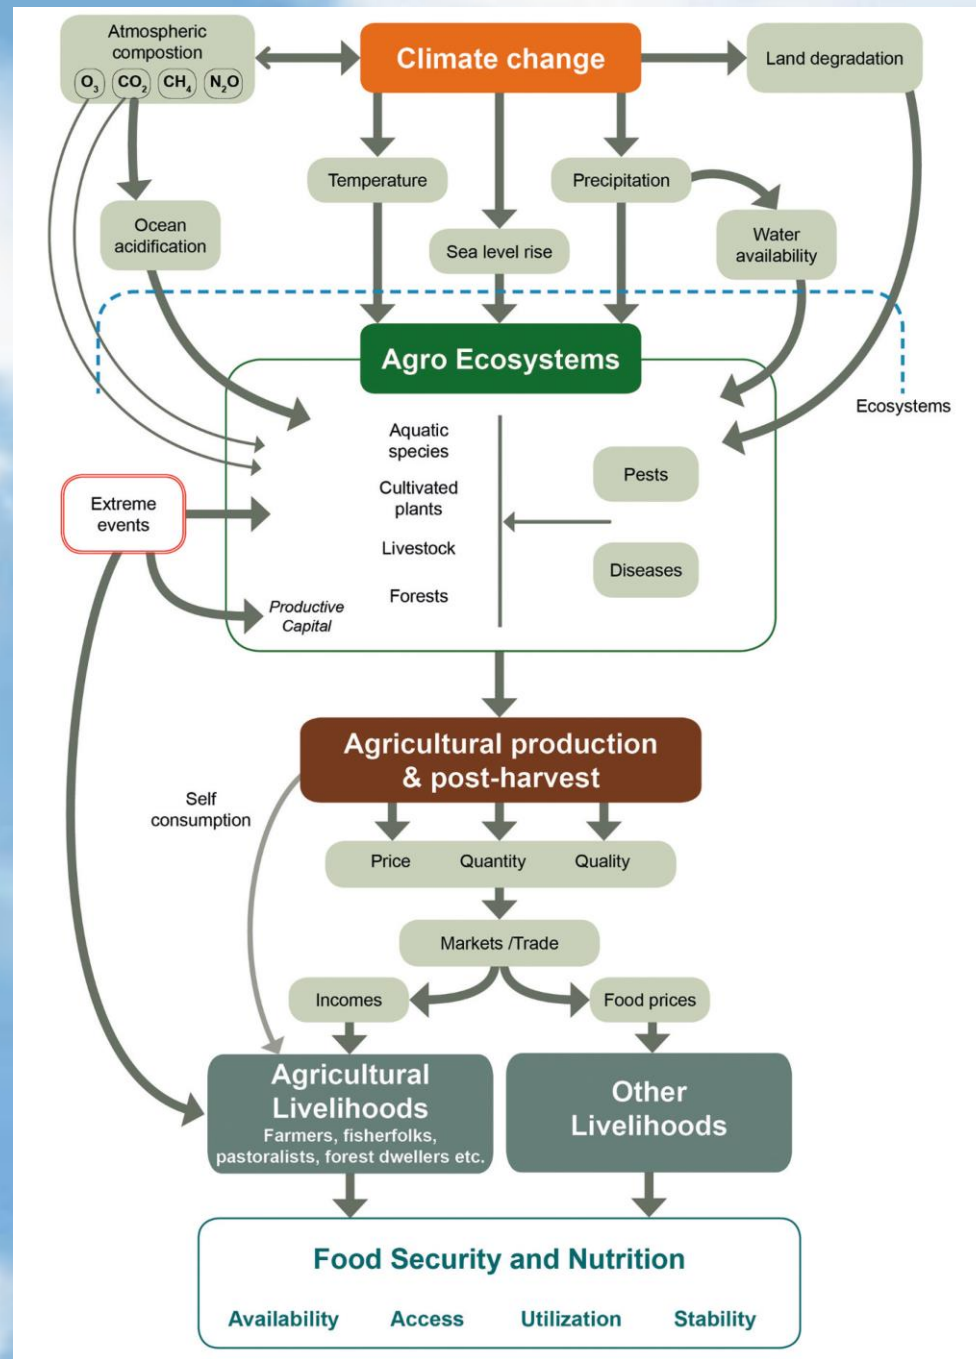 Atmospheric
compostion
O3 CO2 CH4 N2O
Climate change
Land degradation
Temperature
Precipitation
Ocean
acidification
Sea level rise
Water
availability
Agro Ecosystems
Ecosystems
Aquatic
species
Cultivated
plants
Livestock
Forests
Pests
Diseases
Extreme
events
Productive
Capital
Agricultural production
& post-harvest
Self
consumption
Price Quantity Quality
Markets /Trade
Incomes
Food prices
Agricultural
Livelihoods
Farmers, fisherfolks,
pastoralists, forest dwellers etc.
Other
Livelihoods
Food Security and Nutrition
Availability Access Utilization Stability